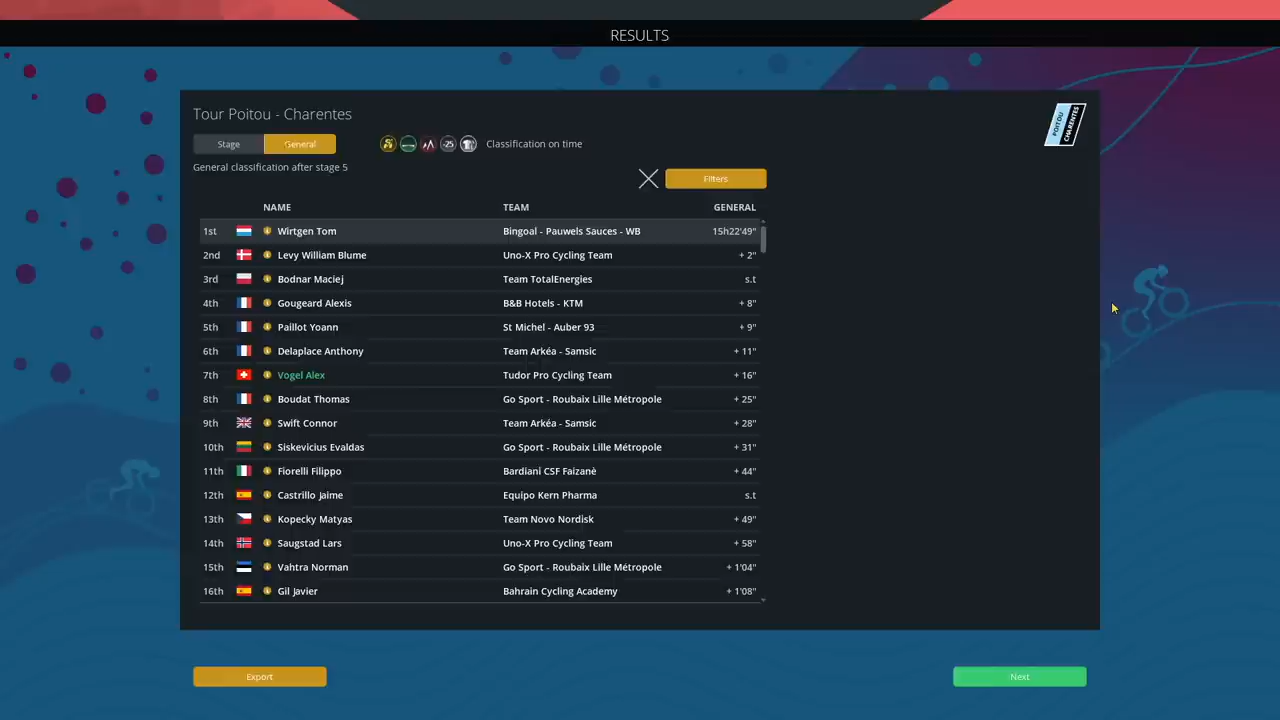 RESULTS
Tour Poitou - Charentes
POITOU
CHARENTES
Stage General -25 Classification on time
General classification after stage 5
Filters
NAME TEAM GENERAL
1st Wirtgen Tom Bingoal - Pauwels Sauces - WB 15h22'49"
2nd Levy William Blume Uno-X Pro Cycling Team + 2"
3rd Bodnar Maciej Team TotalEnergies s.t
4th Gougeard Alexis B&B Hotels - KTM + 8"
5th Paillot Yoann St Michel - Auber 93 + 9"
6th Delaplace Anthony Team Arkéa - Samsic + 11"
7th Vogel Alex Tudor Pro Cycling Team + 16"
8th Boudat Thomas Go Sport - Roubaix Lille Métropole + 25"
9th Swift Connor Team Arkéa - Samsic + 28"
10th Siskevicius Evaldas Go Sport - Roubaix Lille Métropole + 31"
11th Fiorelli Filippo Bardiani CSF Faizanè + 44"
12th Castrillo Jaime Equipo Kern Pharma s.t
13th Kopecky Matyas Team Novo Nordisk + 49"
14th Saugstad Lars Uno-X Pro Cycling Team + 58"
15th Vahtra Norman Go Sport - Roubaix Lille Métropole + 1'04"
16th Gil Javier Bahrain Cycling Academy + 1'08"
Export Next